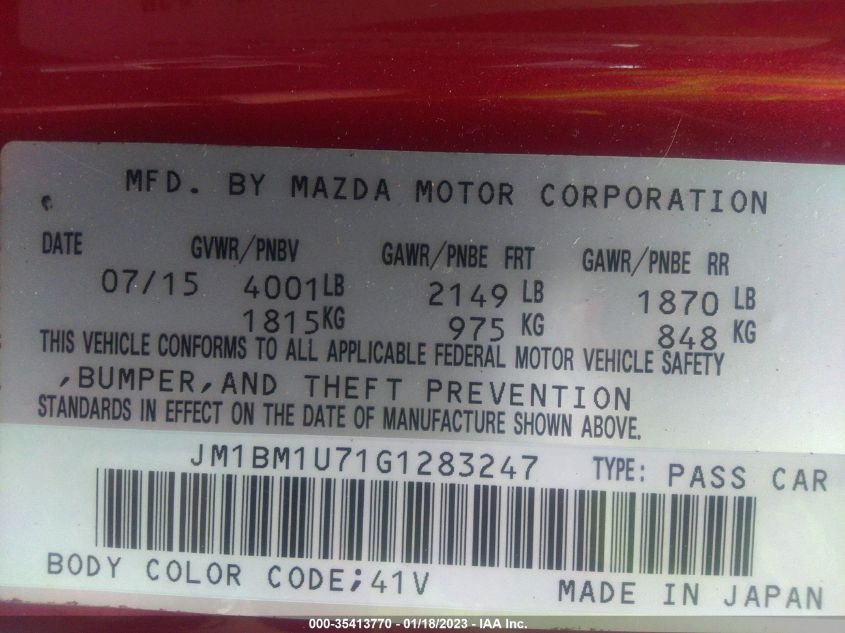 MFD. BY MAZDA MOTOR CORPORATION
DATE GVWR/PNBV GAWR/PNBE FRT GAWR/PNBE RR
07/15 4001LB 2149 LB 1870 LB
1815KG 975 KG 848 KG
THIS VEHICLE CONFORMS TO ALL APPLICABLE FEDERAL MOTOR VEHICLE SAFETY
,BUMPER,AND THEFT PREVENTION
STANDARDS IN EFFECT ON THE DATE OF MANUFACTURE SHOWN ABOVE.
JM1BM1U71G1283247 TYPE: PASS CAR
BODY COLOR CODE;41V MADE IN JAPAN
000-35413770 - 01/18/2023 - IAA Inc.